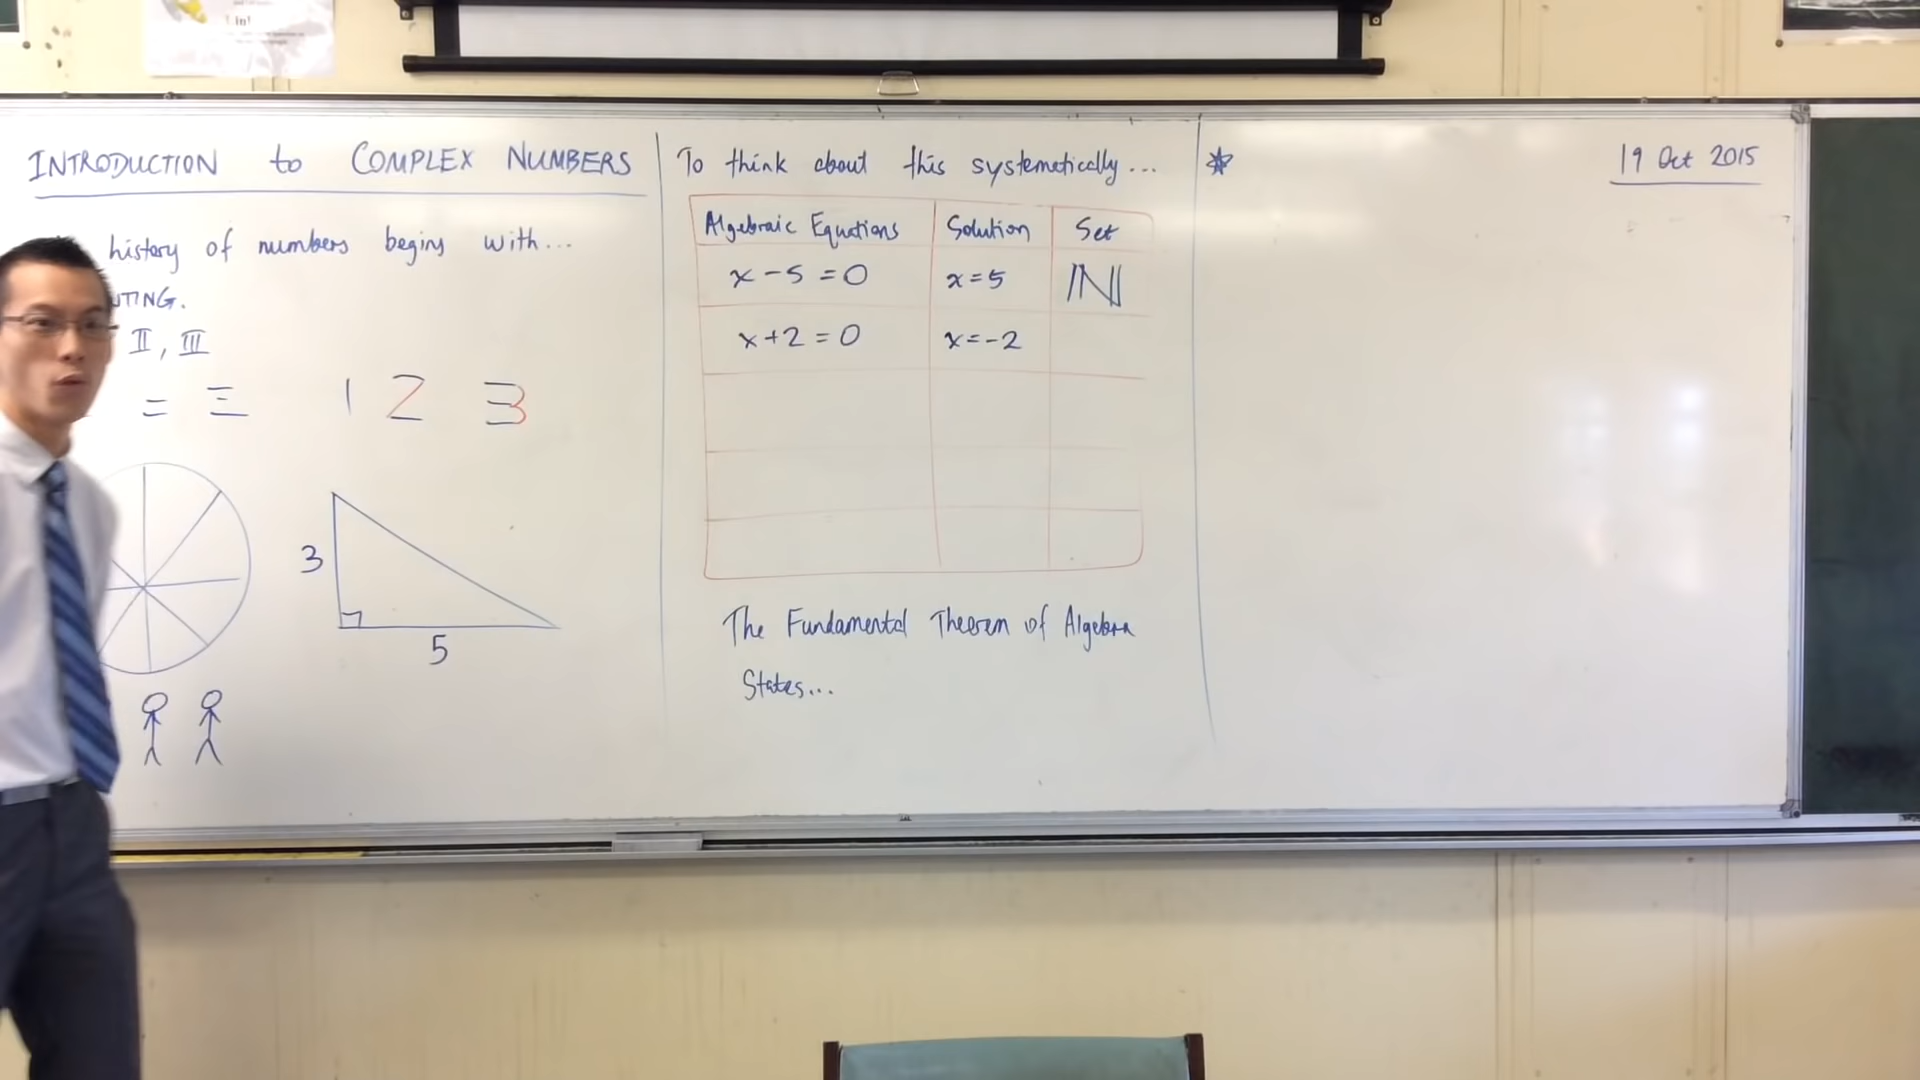 INTRODUCTION to COMPLEX NUMBERS
history of numbers begins with...
UTING.
II, III
= Ξ 1 2 3
3
5
To think about this systematically...
Algebraic Equations Solution Set
x - 5 = 0 x = 5 ℕ
x + 2 = 0 x = -2
The Fundamental Theorem of Algebra
States...
19 Oct 2015
in!